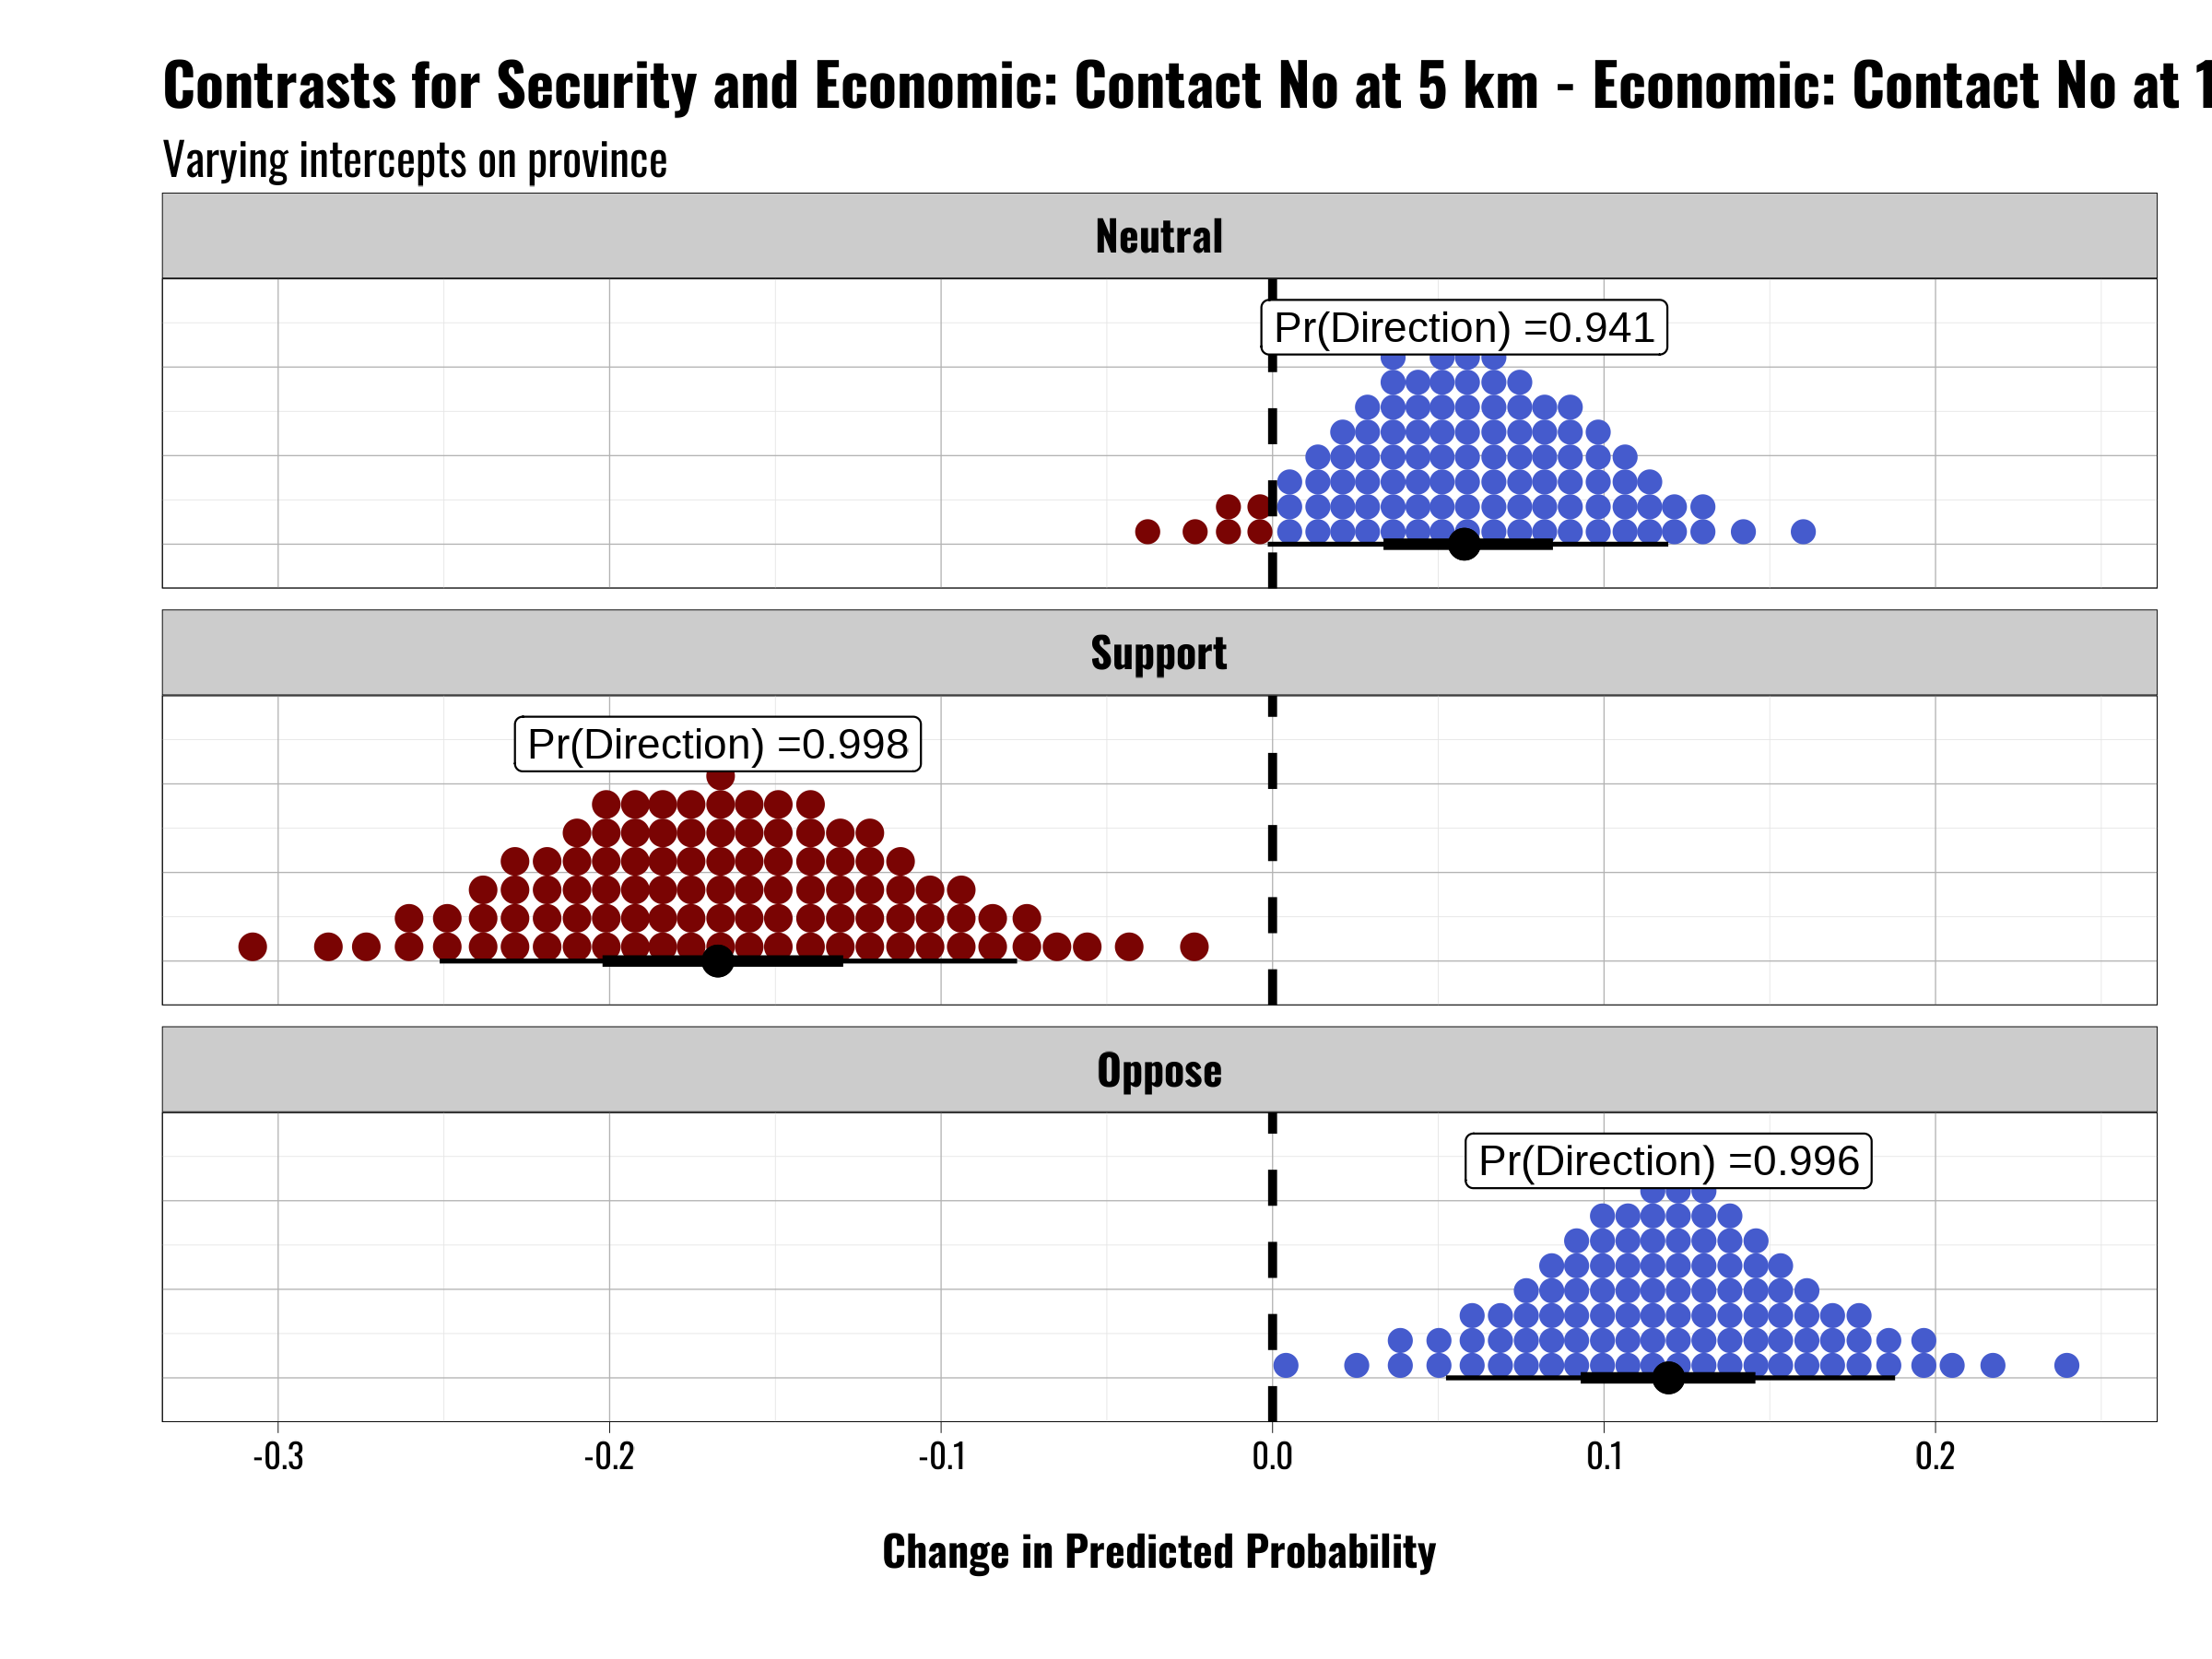 Contrasts for Security and Economic: Contact No at 5 km - Economic: Contact No at 1
Varying intercepts on province
Neutral
Pr(Direction) =0.941
Support
Pr(Direction) =0.998
Oppose
Pr(Direction) =0.996
-0.3 -0.2 -0.1 0.0 0.1 0.2
Change in Predicted Probability